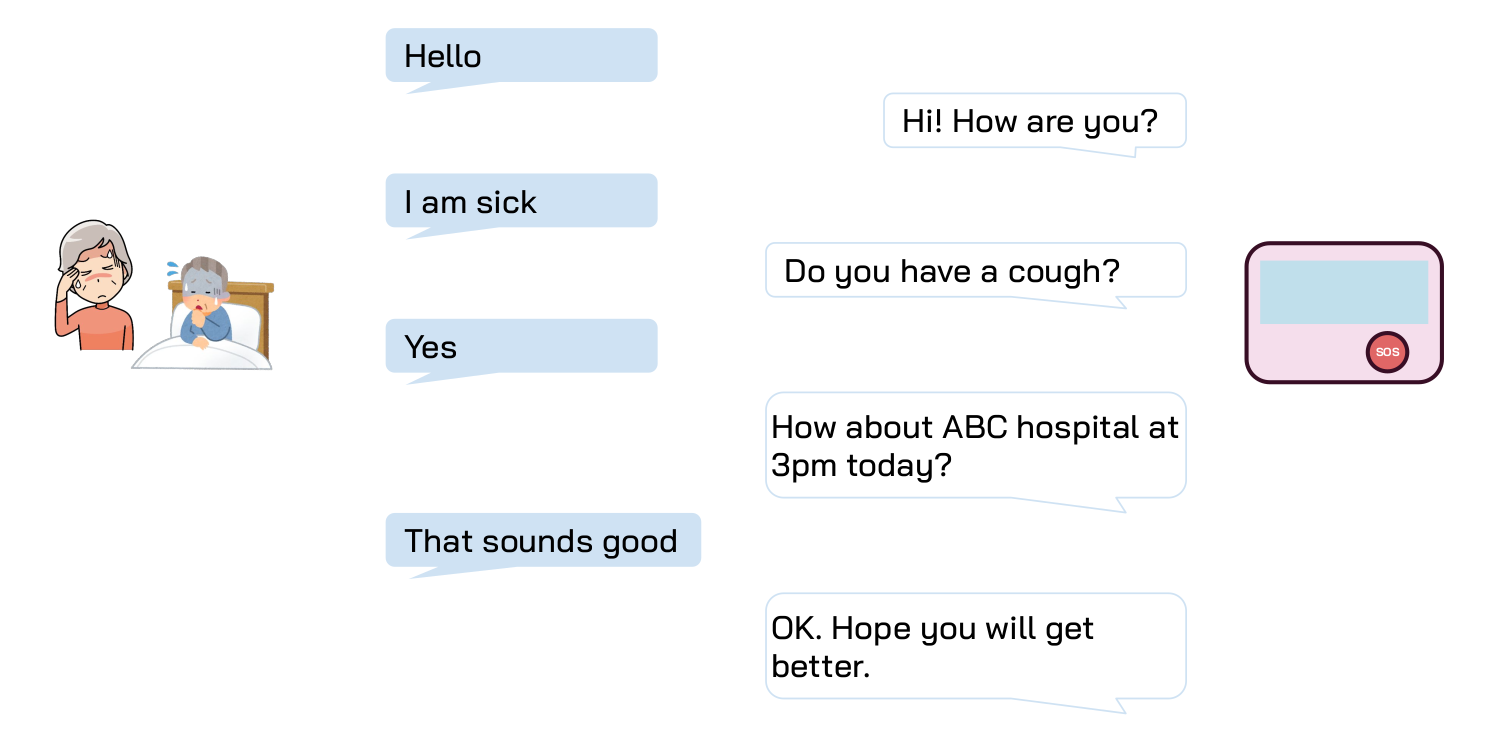 Hello
Hi! How are you?
I am sick
Do you have a cough?
Yes
SOS
How about ABC hospital at
3pm today?
That sounds good
OK. Hope you will get
better.